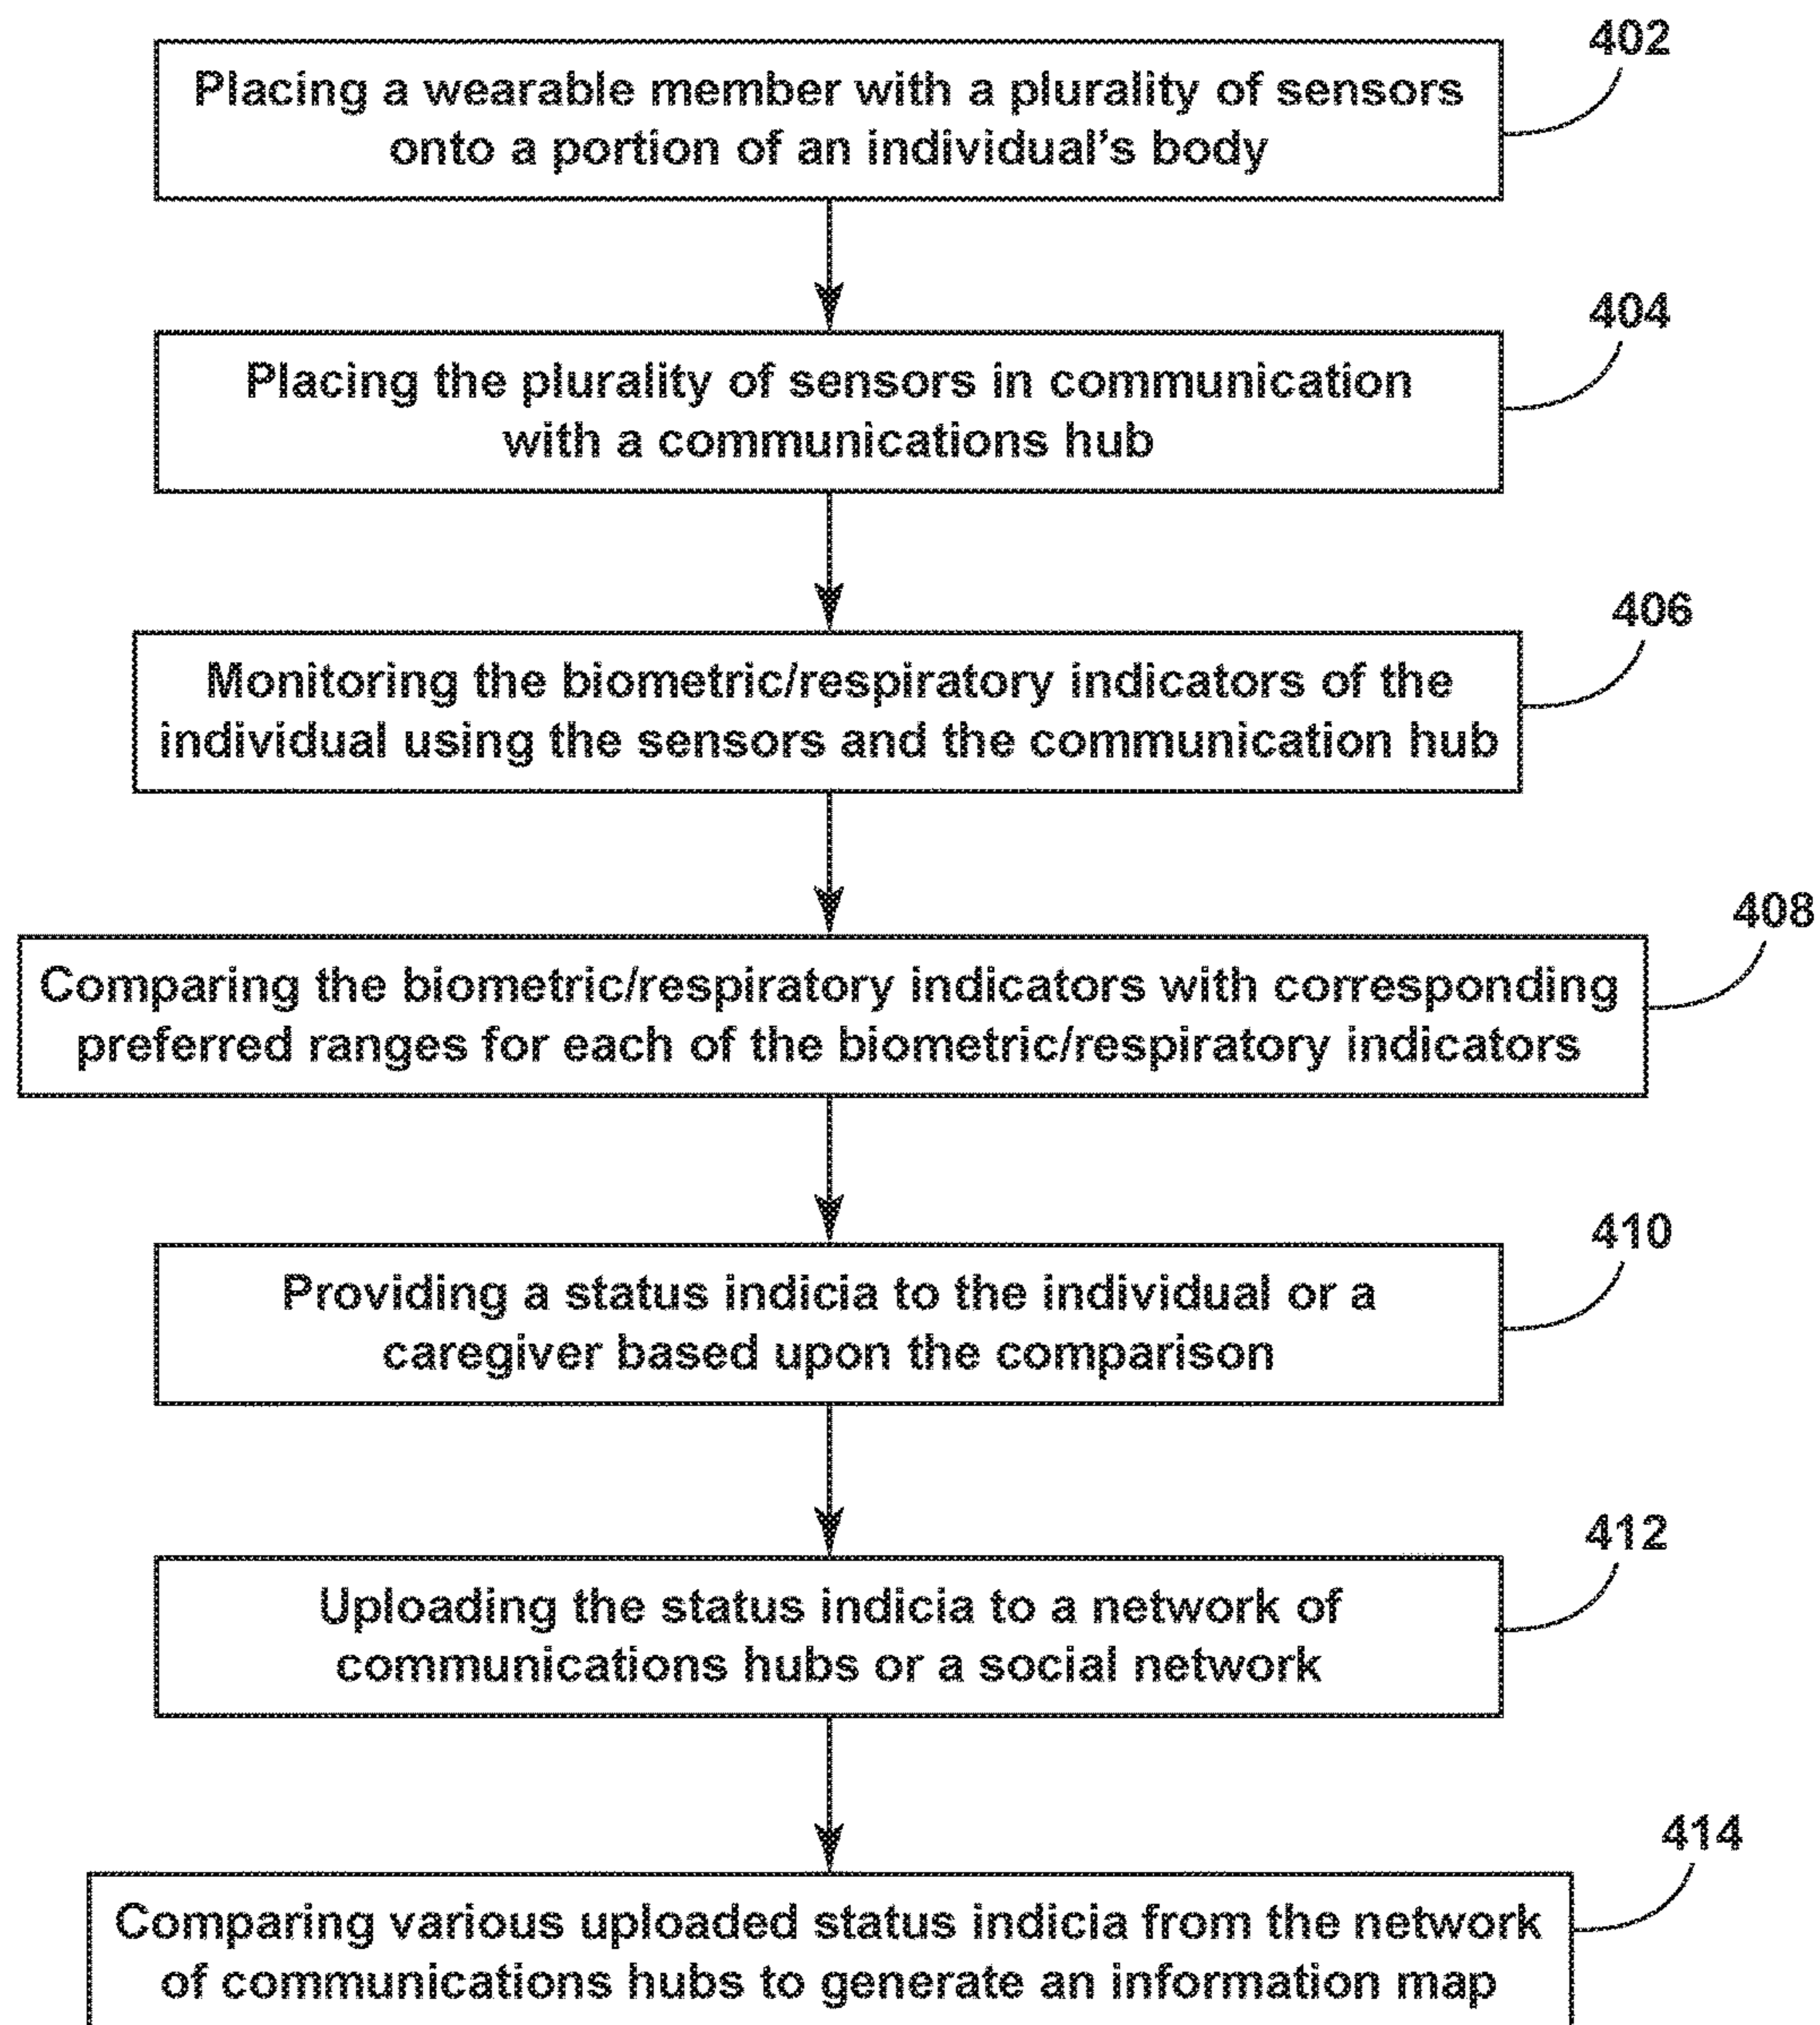 402
Placing a wearable member with a plurality of sensors
onto a portion of an individual's body
404
Placing the plurality of sensors in communication
with a communications hub
406
Monitoring the biometric/respiratory indicators of the
individual using the sensors and the communication hub
408
Comparing the biometric/respiratory indicators with corresponding
preferred ranges for each of the biometric/respiratory indicators
410
Providing a status indicia to the individual or a
caregiver based upon the comparison
412
Uploading the status indicia to a network of
communications hubs or a social network
414
Comparing various uploaded status indicia from the network
of communications hubs to generate an information map